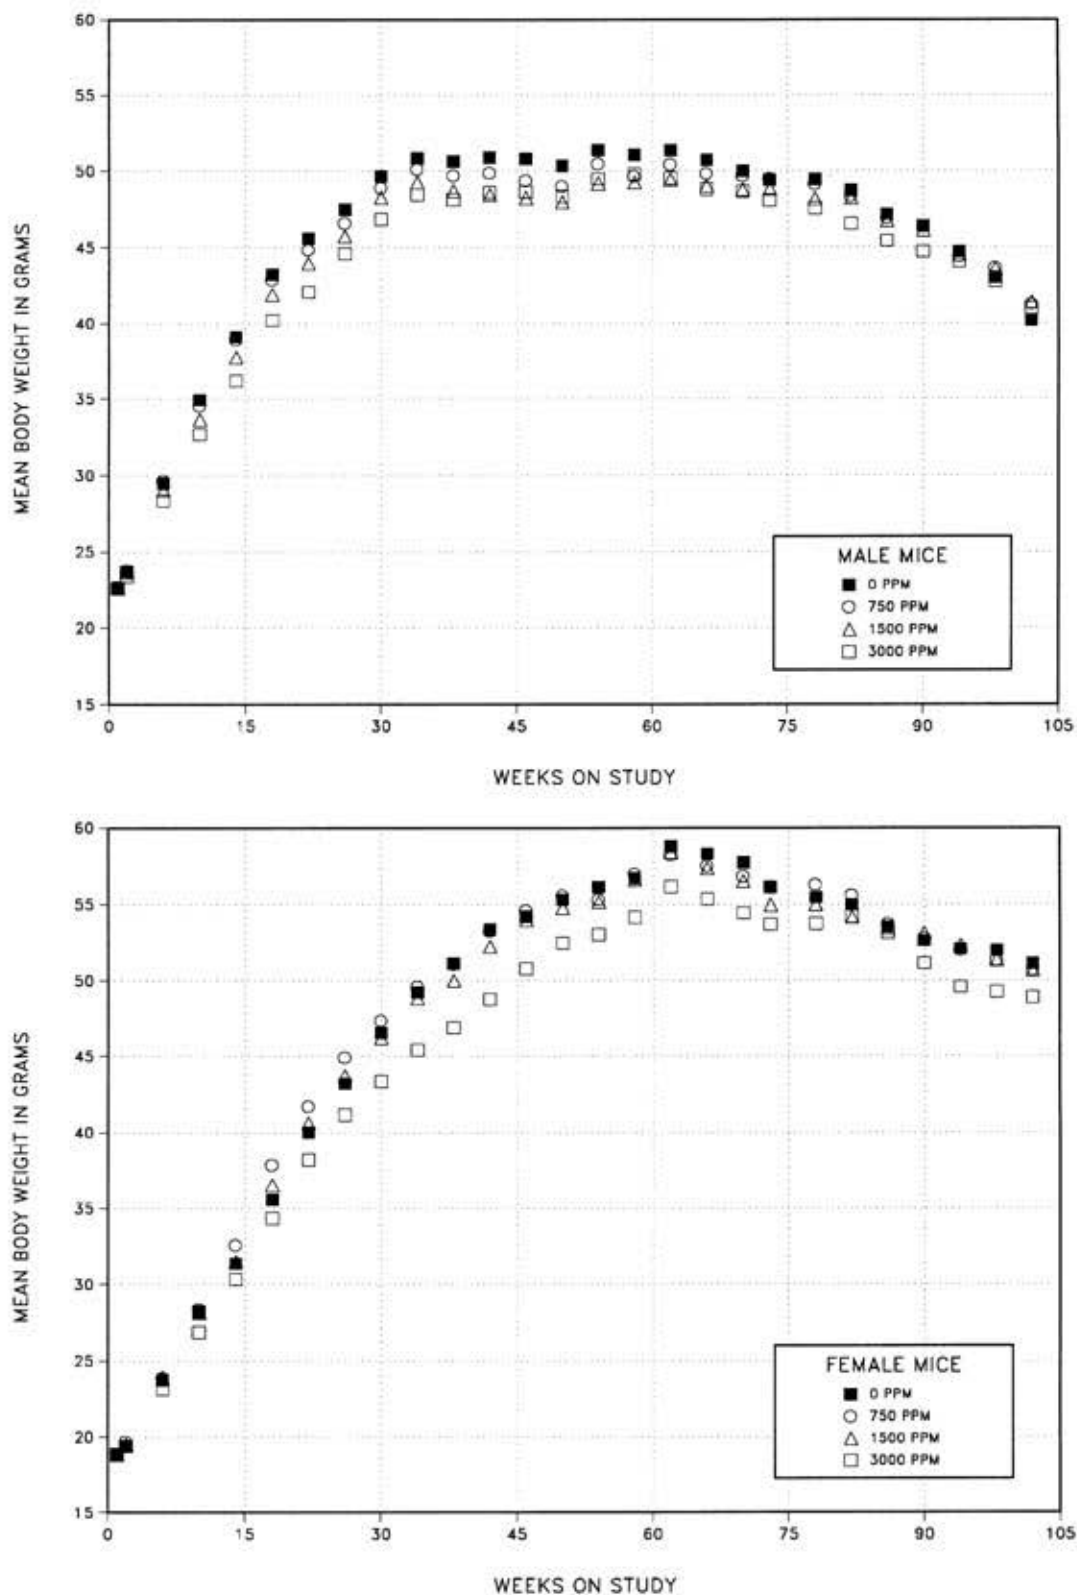 60
55
50
45
40
35
30
25
20
15
MEAN BODY WEIGHT IN GRAMS
MALE MICE
0 PPM
750 PPM
1500 PPM
3000 PPM
0 15 30 45 60 75 90 105
WEEKS ON STUDY
60
55
50
45
40
35
30
25
20
15
MEAN BODY WEIGHT IN GRAMS
FEMALE MICE
0 PPM
750 PPM
1500 PPM
3000 PPM
0 15 30 45 60 75 90 105
WEEKS ON STUDY